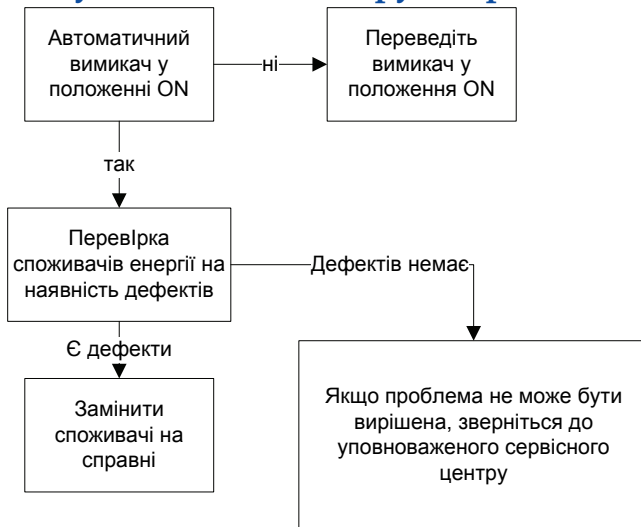 Автоматичний
вимикач у
положенні ON
ні
Переведіть
вимикач у
положення ON
так
ПеревІрка
споживачів енергії на
наявність дефектів
Дефектів немає
Є дефекти
Замінити
споживачі на
справні
Якщо проблема не може бути
вирішена, зверніться до
уповноваженого сервісного
центру